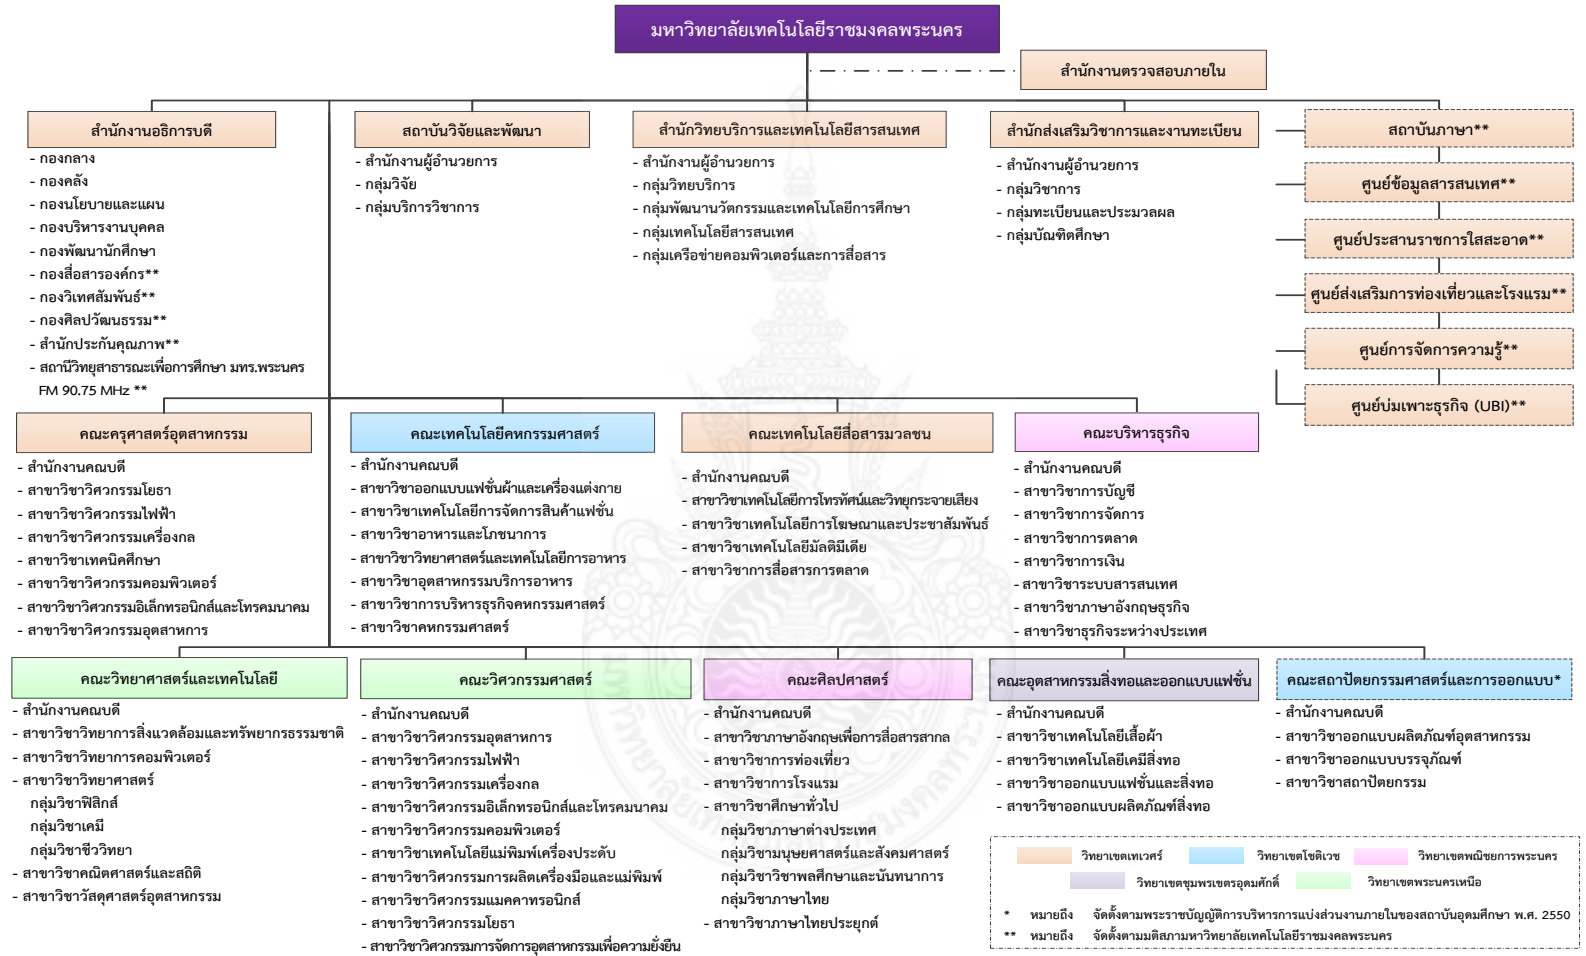 มหาวิทยาลัยเทคโนโลยีราชมงคลพระนคร
สำนักงานตรวจสอบภายใน
สำนักงานอธิการบดี
- กองกลาง
- กองคลัง
- กองนโยบายและแผน
- กองบริหารงานบุคคล
- กองพัฒนานักศึกษา
- กองสื่อสารองค์กร**
- กองวิเทศสัมพันธ์**
- กองศิลปวัฒนธรรม**
- สำนักประกันคุณภาพ**
- สถานีวิทยุสาธารณะเพื่อการศึกษา มทร.พระนคร
FM 90.75 MHz **
สถาบันวิจัยและพัฒนา
- สำนักงานผู้อำนวยการ
- กลุ่มวิจัย
- กลุ่มบริการวิชาการ
สำนักวิทยบริการและเทคโนโลยีสารสนเทศ
- สำนักงานผู้อำนวยการ
- กลุ่มวิทยบริการ
- กลุ่มพัฒนานวัตกรรมและเทคโนโลยีการศึกษา
- กลุ่มเทคโนโลยีสารสนเทศ
- กลุ่มเครือข่ายคอมพิวเตอร์และการสื่อสาร
สำนักส่งเสริมวิชาการและงานทะเบียน
- สำนักงานผู้อำนวยการ
- กลุ่มวิชาการ
- กลุ่มทะเบียนและประมวลผล
- กลุ่มบัณฑิตศึกษา
สถาบันภาษา**
ศูนย์ข้อมูลสารสนเทศ**
ศูนย์ประสานราชการใสสะอาด**
ศูนย์ส่งเสริมการท่องเที่ยวและโรงแรม**
ศูนย์การจัดการความรู้**
ศูนย์บ่มเพาะธุรกิจ (UBI)**
คณะครุศาสตร์อุตสาหกรรม
- สำนักงานคณบดี
- สาขาวิชาวิศวกรรมโยธา
- สาขาวิชาวิศวกรรมไฟฟ้า
- สาขาวิชาวิศวกรรมเครื่องกล
- สาขาวิชาเทคนิคศึกษา
- สาขาวิชาวิศวกรรมคอมพิวเตอร์
- สาขาวิชาวิศวกรรมอิเล็กทรอนิกส์และโทรคมนาคม
- สาขาวิชาวิศวกรรมอุตสาหการ
คณะเทคโนโลยีคหกรรมศาสตร์
- สำนักงานคณบดี
- สาขาวิชาออกแบบแฟชั่นผ้าและเครื่องแต่งกาย
- สาขาวิชาเทคโนโลยีการจัดการสินค้าแฟชั่น
- สาขาวิชาอาหารและโภชนาการ
- สาขาวิชาวิทยาศาสตร์และเทคโนโลยีการอาหาร
- สาขาวิชาอุตสาหกรรมบริการอาหาร
- สาขาวิชาการบริหารธุรกิจคหกรรมศาสตร์
- สาขาวิชาคหกรรมศาสตร์
คณะเทคโนโลยีสื่อสารมวลชน
- สำนักงานคณบดี
- สาขาวิชาเทคโนโลยีการโทรทัศน์และวิทยุกระจายเสียง
- สาขาวิชาเทคโนโลยีการโฆษณาและประชาสัมพันธ์
- สาขาวิชาเทคโนโลยีมัลติมีเดีย
- สาขาวิชาการสื่อสารการตลาด
คณะบริหารธุรกิจ
- สำนักงานคณบดี
- สาขาวิชาการบัญชี
- สาขาวิชาการจัดการ
- สาขาวิชาการตลาด
- สาขาวิชาการเงิน
- สาขาวิชาระบบสารสนเทศ
- สาขาวิชาภาษาอังกฤษธุรกิจ
- สาขาวิชาธุรกิจระหว่างประเทศ
คณะวิทยาศาสตร์และเทคโนโลยี
- สำนักงานคณบดี
- สาขาวิชาวิทยาการสิ่งแวดล้อมและทรัพยากรธรรมชาติ
- สาขาวิชาวิทยาการคอมพิวเตอร์
- สาขาวิชาวิทยาศาสตร์
กลุ่มวิชาฟิสิกส์
กลุ่มวิชาเคมี
กลุ่มวิชาชีววิทยา
- สาขาวิชาคณิตศาสตร์และสถิติ
- สาขาวิชาวัสดุศาสตร์อุตสาหกรรม
คณะวิศวกรรมศาสตร์
- สำนักงานคณบดี
- สาขาวิชาวิศวกรรมอุตสาหการ
- สาขาวิชาวิศวกรรมไฟฟ้า
- สาขาวิชาวิศวกรรมเครื่องกล
- สาขาวิชาวิศวกรรมอิเล็กทรอนิกส์และโทรคมนาคม
- สาขาวิชาวิศวกรรมคอมพิวเตอร์
- สาขาวิชาเทคโนโลยีแม่พิมพ์เครื่องประดับ
- สาขาวิชาวิศวกรรมการผลิตเครื่องมือและแม่พิมพ์
- สาขาวิชาวิศวกรรมแมคคาทรอนิกส์
- สาขาวิชาวิศวกรรมโยธา
- สาขาวิชาวิศวกรรมการจัดการอุตสาหกรรมเพื่อความยั่งยืน
คณะศิลปศาสตร์
- สำนักงานคณบดี
- สาขาวิชาภาษาอังกฤษเพื่อการสื่อสารสากล
- สาขาวิชาการท่องเที่ยว
- สาขาวิชาการโรงแรม
- สาขาวิชาศึกษาทั่วไป
กลุ่มวิชาภาษาต่างประเทศ
กลุ่มวิชามนุษยศาสตร์และสังคมศาสตร์
กลุ่มวิชาวิชาพลศึกษาและนันทนาการ
กลุ่มวิชาภาษาไทย
- สาขาวิชาภาษาไทยประยุกต์
คณะอุตสาหกรรมสิ่งทอและออกแบบแฟชั่น
- สำนักงานคณบดี
- สาขาวิชาเทคโนโลยีเสื้อผ้า
- สาขาวิชาเทคโนโลยีเคมีสิ่งทอ
- สาขาวิชาออกแบบแฟชั่นและสิ่งทอ
- สาขาวิชาออกแบบผลิตภัณฑ์สิ่งทอ
คณะสถาปัตยกรรมศาสตร์และการออกแบบ*
- สำนักงานคณบดี
- สาขาวิชาออกแบบผลิตภัณฑ์อุตสาหกรรม
- สาขาวิชาออกแบบบรรจุภัณฑ์
- สาขาวิชาสถาปัตยกรรม
วิทยาเขตเทเวศร์ วิทยาเขตโชติเวช วิทยาเขตพณิชยการพระนคร
วิทยาเขตชุมพรเขตรอุดมศักดิ์ วิทยาเขตพระนครเหนือ
* หมายถึง จัดตั้งตามพระราชบัญญัติการบริหารการแบ่งส่วนงานภายในของสถาบันอุดมศึกษา พ.ศ. 2550
** หมายถึง จัดตั้งตามมติสภามหาวิทยาลัยเทคโนโลยีราชมงคลพระนคร
มหาวิทยาลัยเทคโนโลยีราชมงคลพระนคร